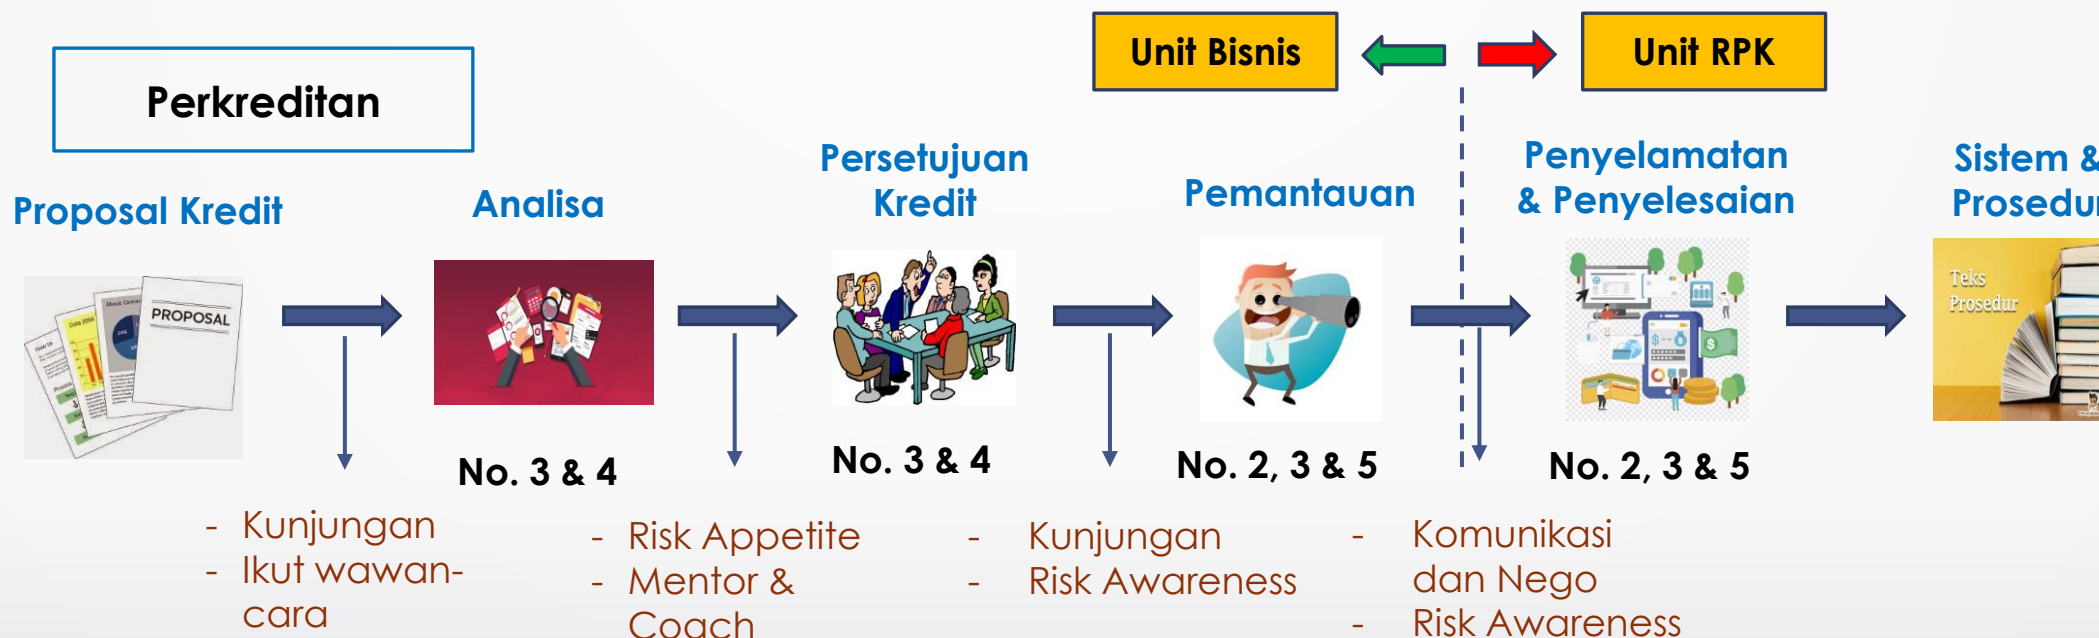 Unit Bisnis
Unit RPK
Perkreditan
Proposal Kredit
Analisa
Persetujuan
Kredit
Pemantauan
Penyelamatan
& Penyelesaian
Sistem &
Prosedur
PROPOSAL
Teks
Prosedur
No. 3 & 4
No. 3 & 4
No. 2, 3 & 5
No. 2, 3 & 5
- Kunjungan
- Ikut wawan-
cara
- Risk Appetite
- Mentor &
Coach
- Kunjungan
- Risk Awareness
- Komunikasi
dan Nego
- Risk Awareness